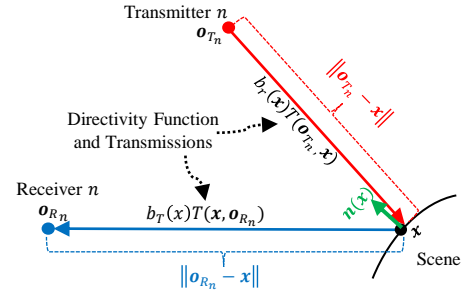 Transmitter n
o_{T_n}
‖o_{T_n} − x‖
b_r(x)T(o_{T_n}, x)
Directivity Function
and Transmissions
Receiver n
o_{R_n}
b_T(x)T(x, o_{R_n})
n(x)
x
Scene
‖o_{R_n} − x‖